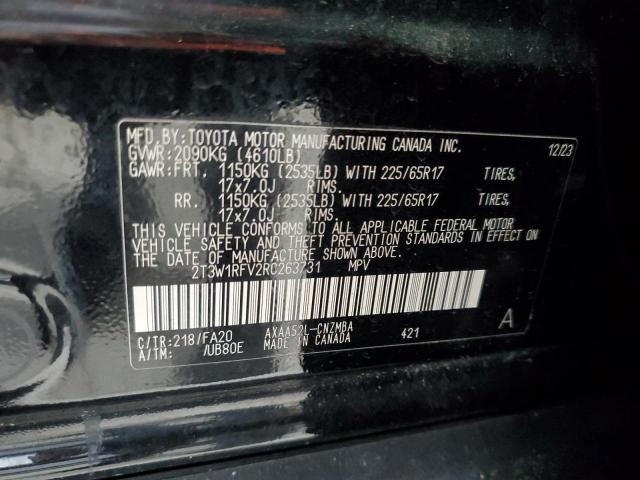 MFD.BY:TOYOTA MOTOR MANUFACTURING CANADA INC. 12/23
GVWR:2090KG (4610LB)
GAWR:FRT. 1150KG (2535LB) WITH 225/65R17 TIRES,
17x7.0J RIMS.
RR. 1150KG (2535LB) WITH 225/65R17 TIRES,
17x7.0J RIMS.
THIS VEHICLE CONFORMS TO ALL APPLICABLE FEDERAL MOTOR
VEHICLE SAFETY AND THEFT PREVENTION STANDARDS IN EFFECT ON
THE DATE OF MANUFACTURE SHOWN ABOVE.
2T3W1RFV2RC263731 MPV
C/TR:218/FA20 AXAA52L-CNZMBA 421 A
A/TM: /UB80E MADE IN CANADA